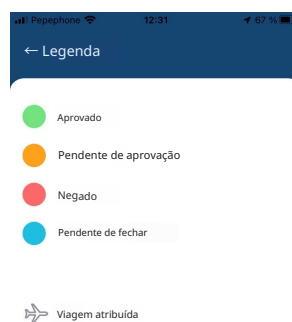 Pepephone 12:31 67 %
← Legenda
Aprovado
Pendente de aprovação
Negado
Pendente de fechar
Viagem atribuída